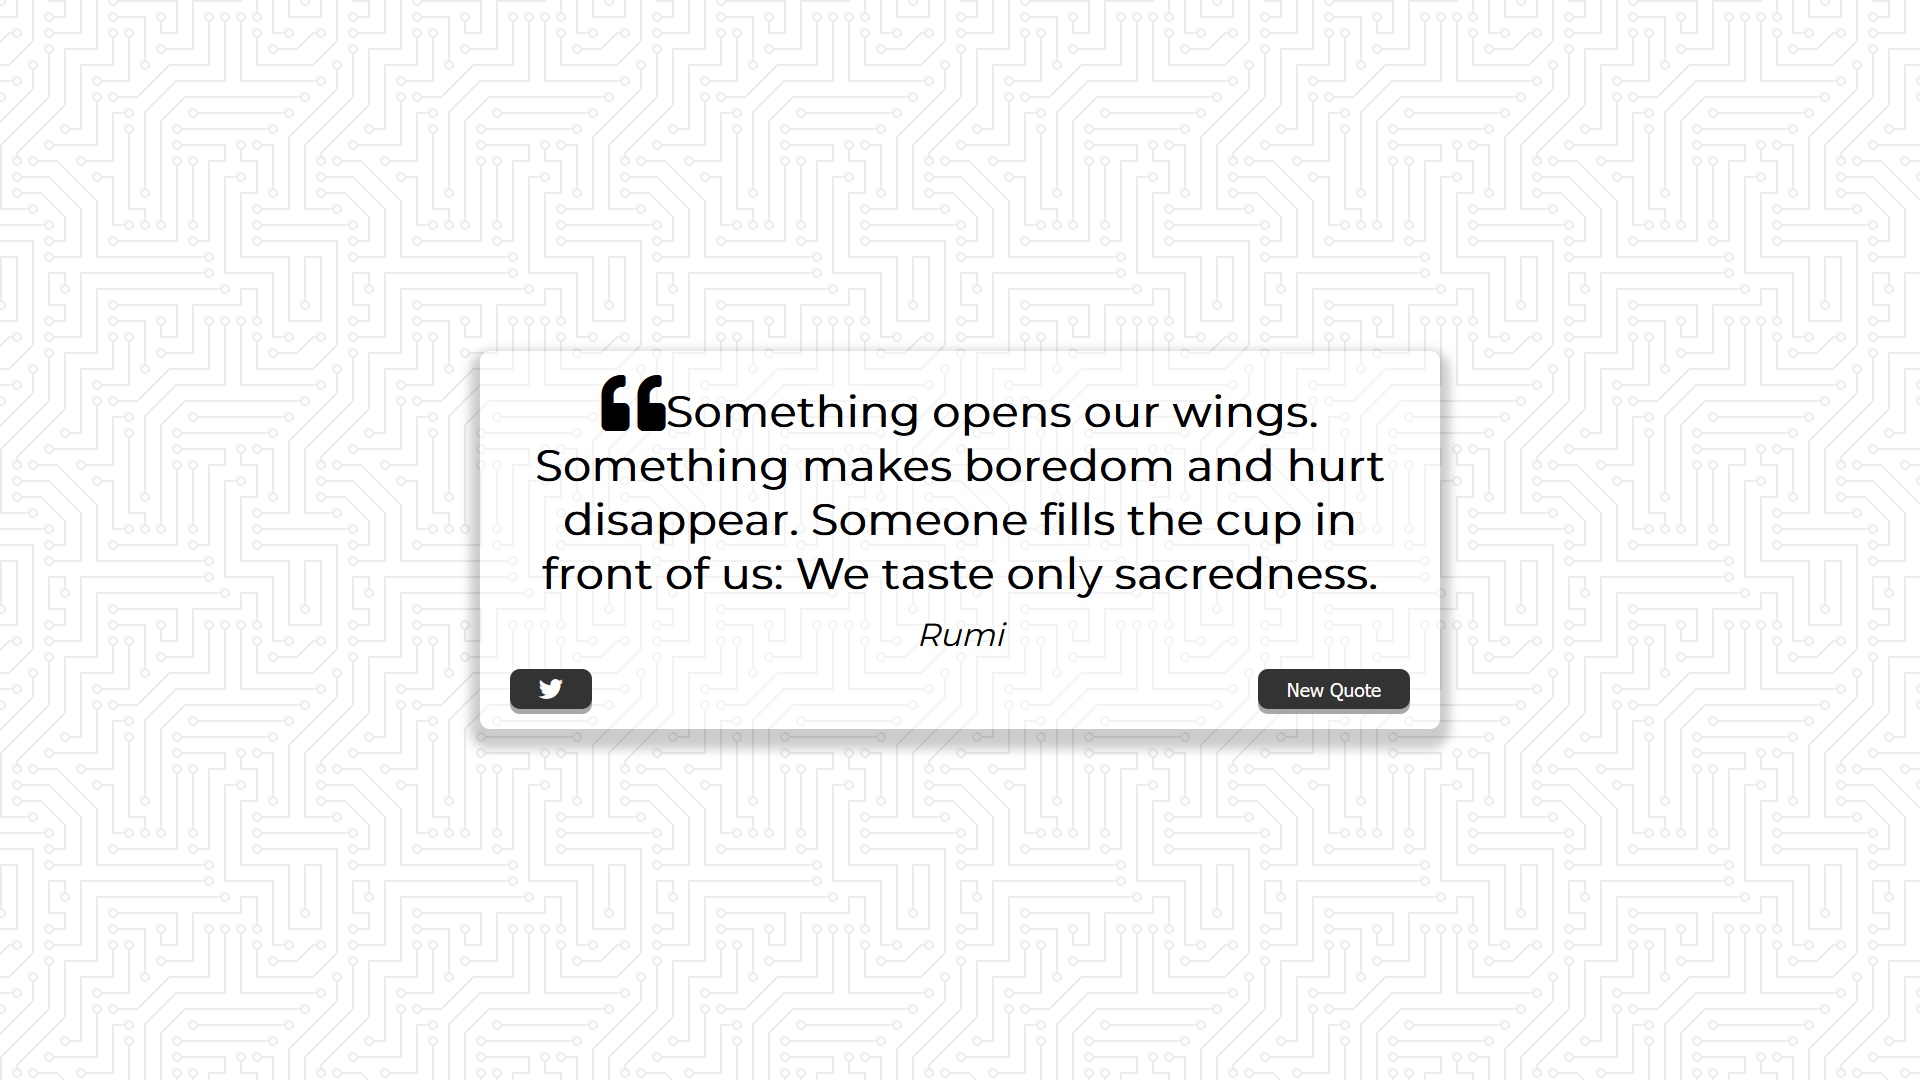 “Something opens our wings.
Something makes boredom and hurt
disappear. Someone fills the cup in
front of us: We taste only sacredness.
Rumi
New Quote